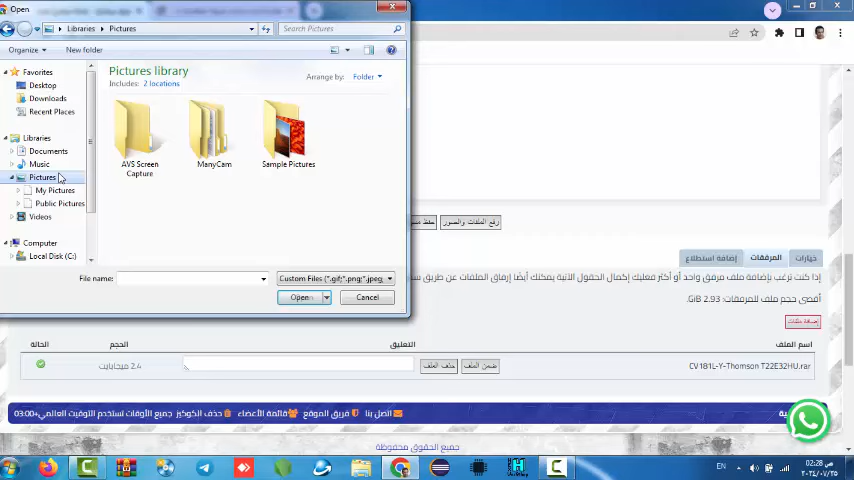 Open
Libraries
Pictures
Search Pictures
Organize
New folder
Favorites
Desktop
Downloads
Recent Places
Libraries
Documents
Music
Pictures
My Pictures
Public Pictures
Videos
Computer
Local Disk (C:)
Pictures library
Includes: 2 locations
Arrange by: Folder
AVS Screen Capture
ManyCam
Sample Pictures
File name:
Custom Files (*.gif;*.png;*.jpeg,
Open
Cancel
رفع الملفات والصور
خيارات
المرفقات
إضافة استطلاع
إذا كنت ترغب بإضافة ملف مرفق واحد أو أكثر فعليك إكمال الحقول الآتية يمكنك أيضًا إرفاق الملفات عن طريق
أقصى حجم ملف للمرفقات: 2.93 GiB.
إضافة ملفات
اسم الملف
التعليق
الحجم
الحالة
CV181L-Y-Thomson T22E32HU.rar
ضمن الملف
حذف الملف
2.4 ميجابايت
اتصل بنا
فريق الموقع
قائمة الأعضاء
حذف الكوكيز
جميع الأوقات تستخدم التوقيت العالمي+03:00
جميع الحقوق محفوظة
EN
02:28 ص
٢٠٢٤/٠٧/٢٥